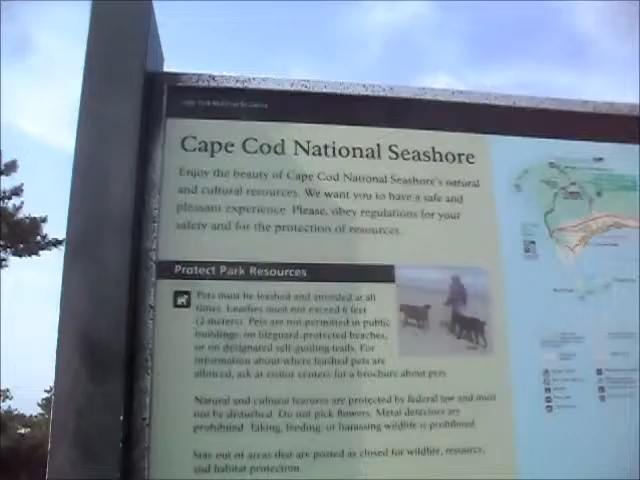 Cape Cod National Seashore
Enjoy the beauty of Cape Cod National Seashore's natural
and cultural resources. We want you to have a safe and
pleasant experience. Please, obey regulations for your
safety and for the protection of resources.
Protect Park Resources
Pets must be leashed and attended at all
times. Leashes must not exceed 6 feet
(2 meters). Pets are not permitted in public
buildings, on lifeguard-protected beaches,
or on designated self-guiding trails. For
information about where leashed pets are
allowed, ask at visitor centers for a brochure about pets.
Natural and cultural features are protected by federal law and must
not be disturbed. Do not pick flowers. Metal detectors are
prohibited. Taking, feeding, or harassing wildlife is prohibited.
Stay out of areas that are posted as closed for wildlife, resource,
and habitat protection.